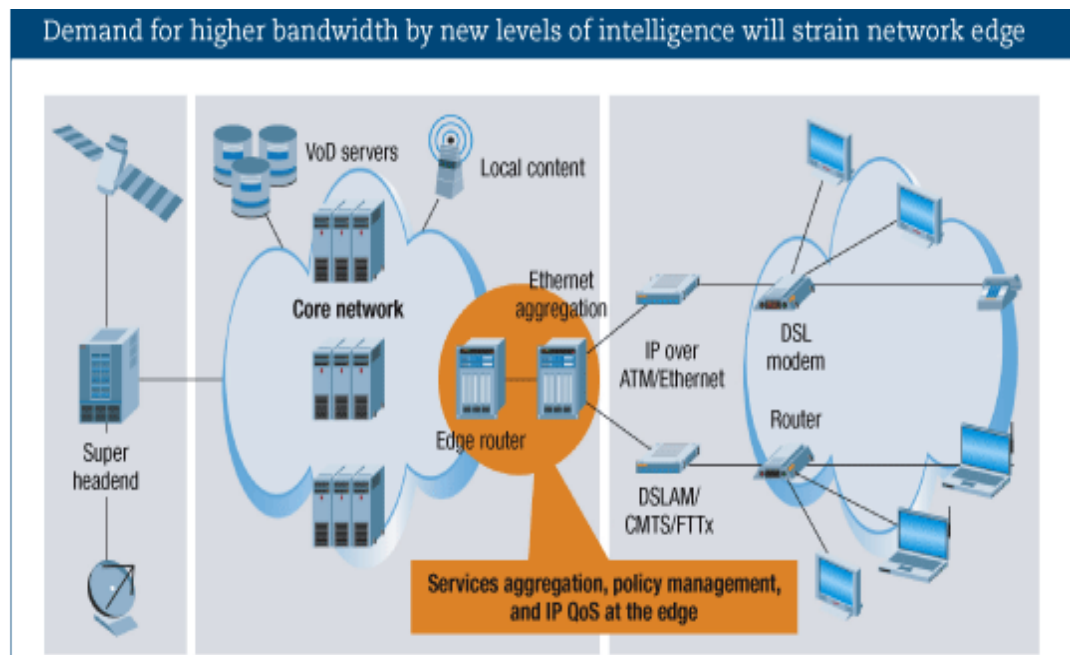 Demand for higher bandwidth by new levels of intelligence will strain network edge
VoD servers
Local content
Core network
Ethernet
aggregation
Edge router
Super
headend
IP over
ATM/Ethernet
DSL
modem
Router
DSLAM/
CMTS/FTTx
Services aggregation, policy management,
and IP QoS at the edge